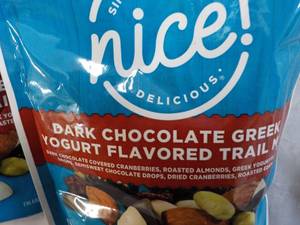 nice!
DELICIOUS.
DARK CHOCOLATE GREEK
YOGURT FLAVORED TRAIL
DARK CHOCOLATE COVERED CRANBERRIES, ROASTED ALMONDS, GREEK YOGURT
SEMISWEET CHOCOLATE DROPS, DRIED CRANBERRIES, ROASTED